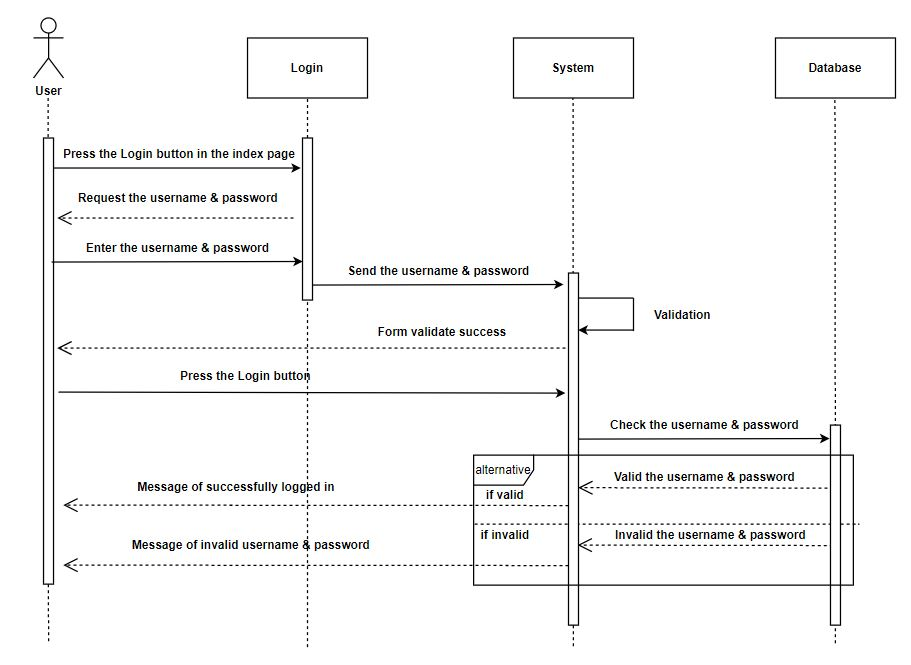 User
Login
System
Database
Press the Login button in the index page
Request the username & password
Enter the username & password
Send the username & password
Validation
Form validate success
Press the Login button
Check the username & password
alternative
Valid the username & password
Message of successfully logged in
if valid
if invalid
Invalid the username & password
Message of invalid username & password